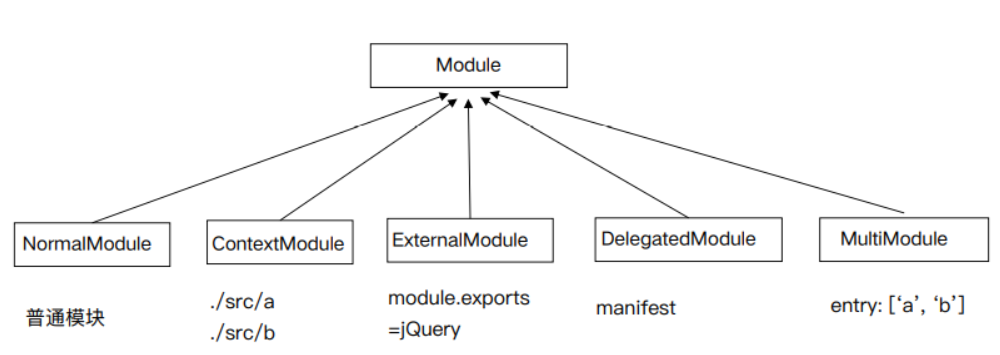 Module
NormalModule
ContextModule
ExternalModule
DelegatedModule
MultiModule
普通模块
./src/a
./src/b
module.exports
=jQuery
manifest
entry: [‘a’, ‘b’]